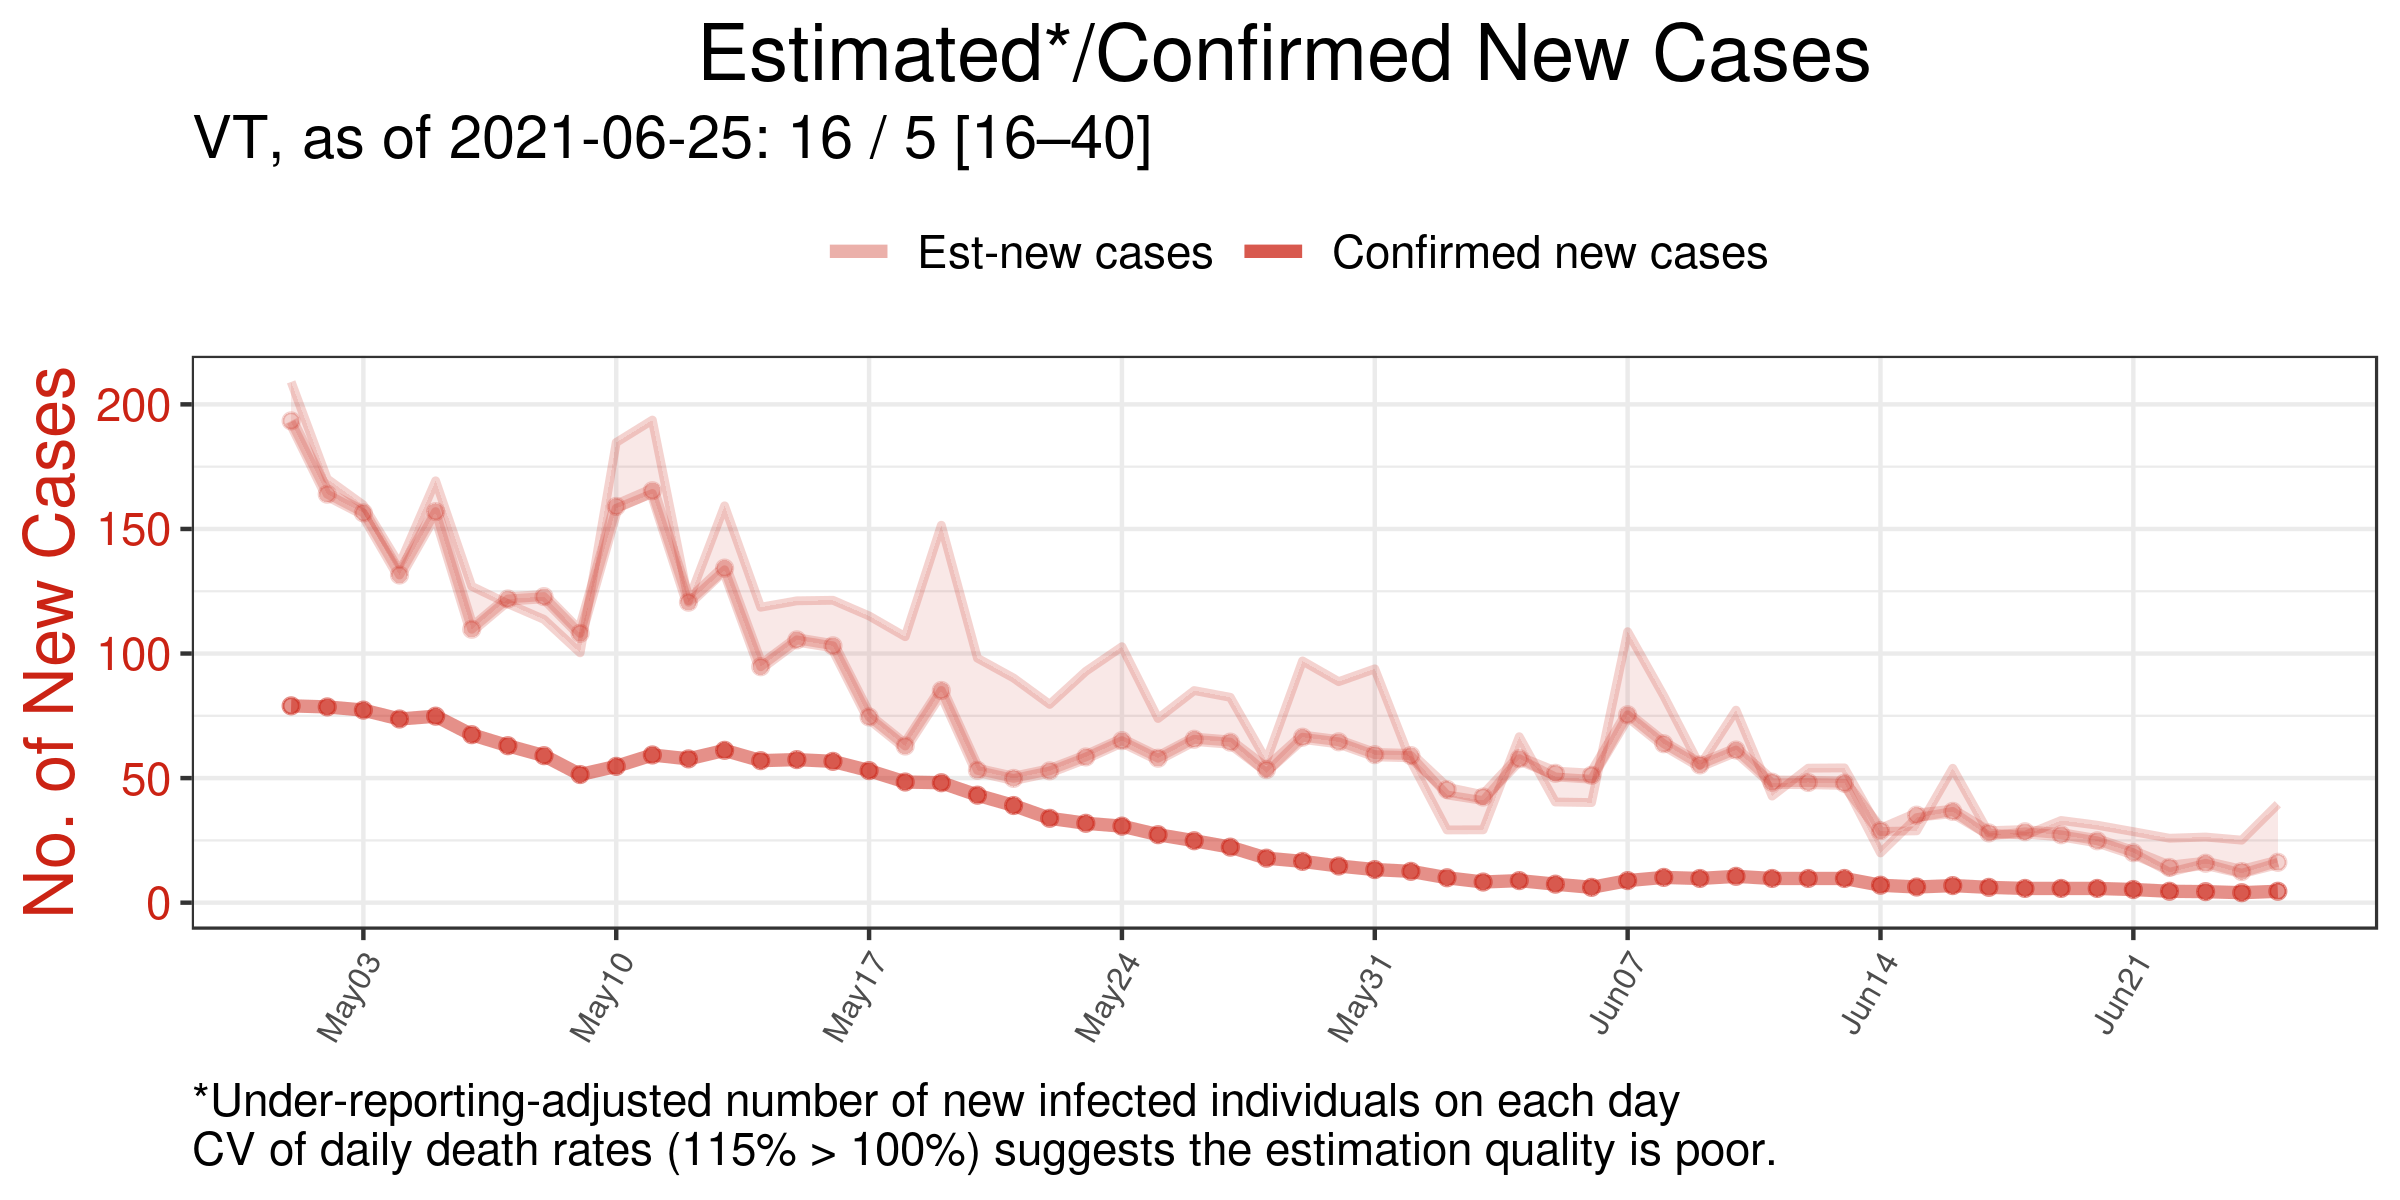 Estimated*/Confirmed New Cases
VT, as of 2021-06-25: 16 / 5 [16–40]
Est-new cases
Confirmed new cases
No. of New Cases
200
150
100
50
0
May03
May10
May17
May24
May31
Jun07
Jun14
Jun21
*Under-reporting-adjusted number of new infected individuals on each day
CV of daily death rates (115% > 100%) suggests the estimation quality is poor.